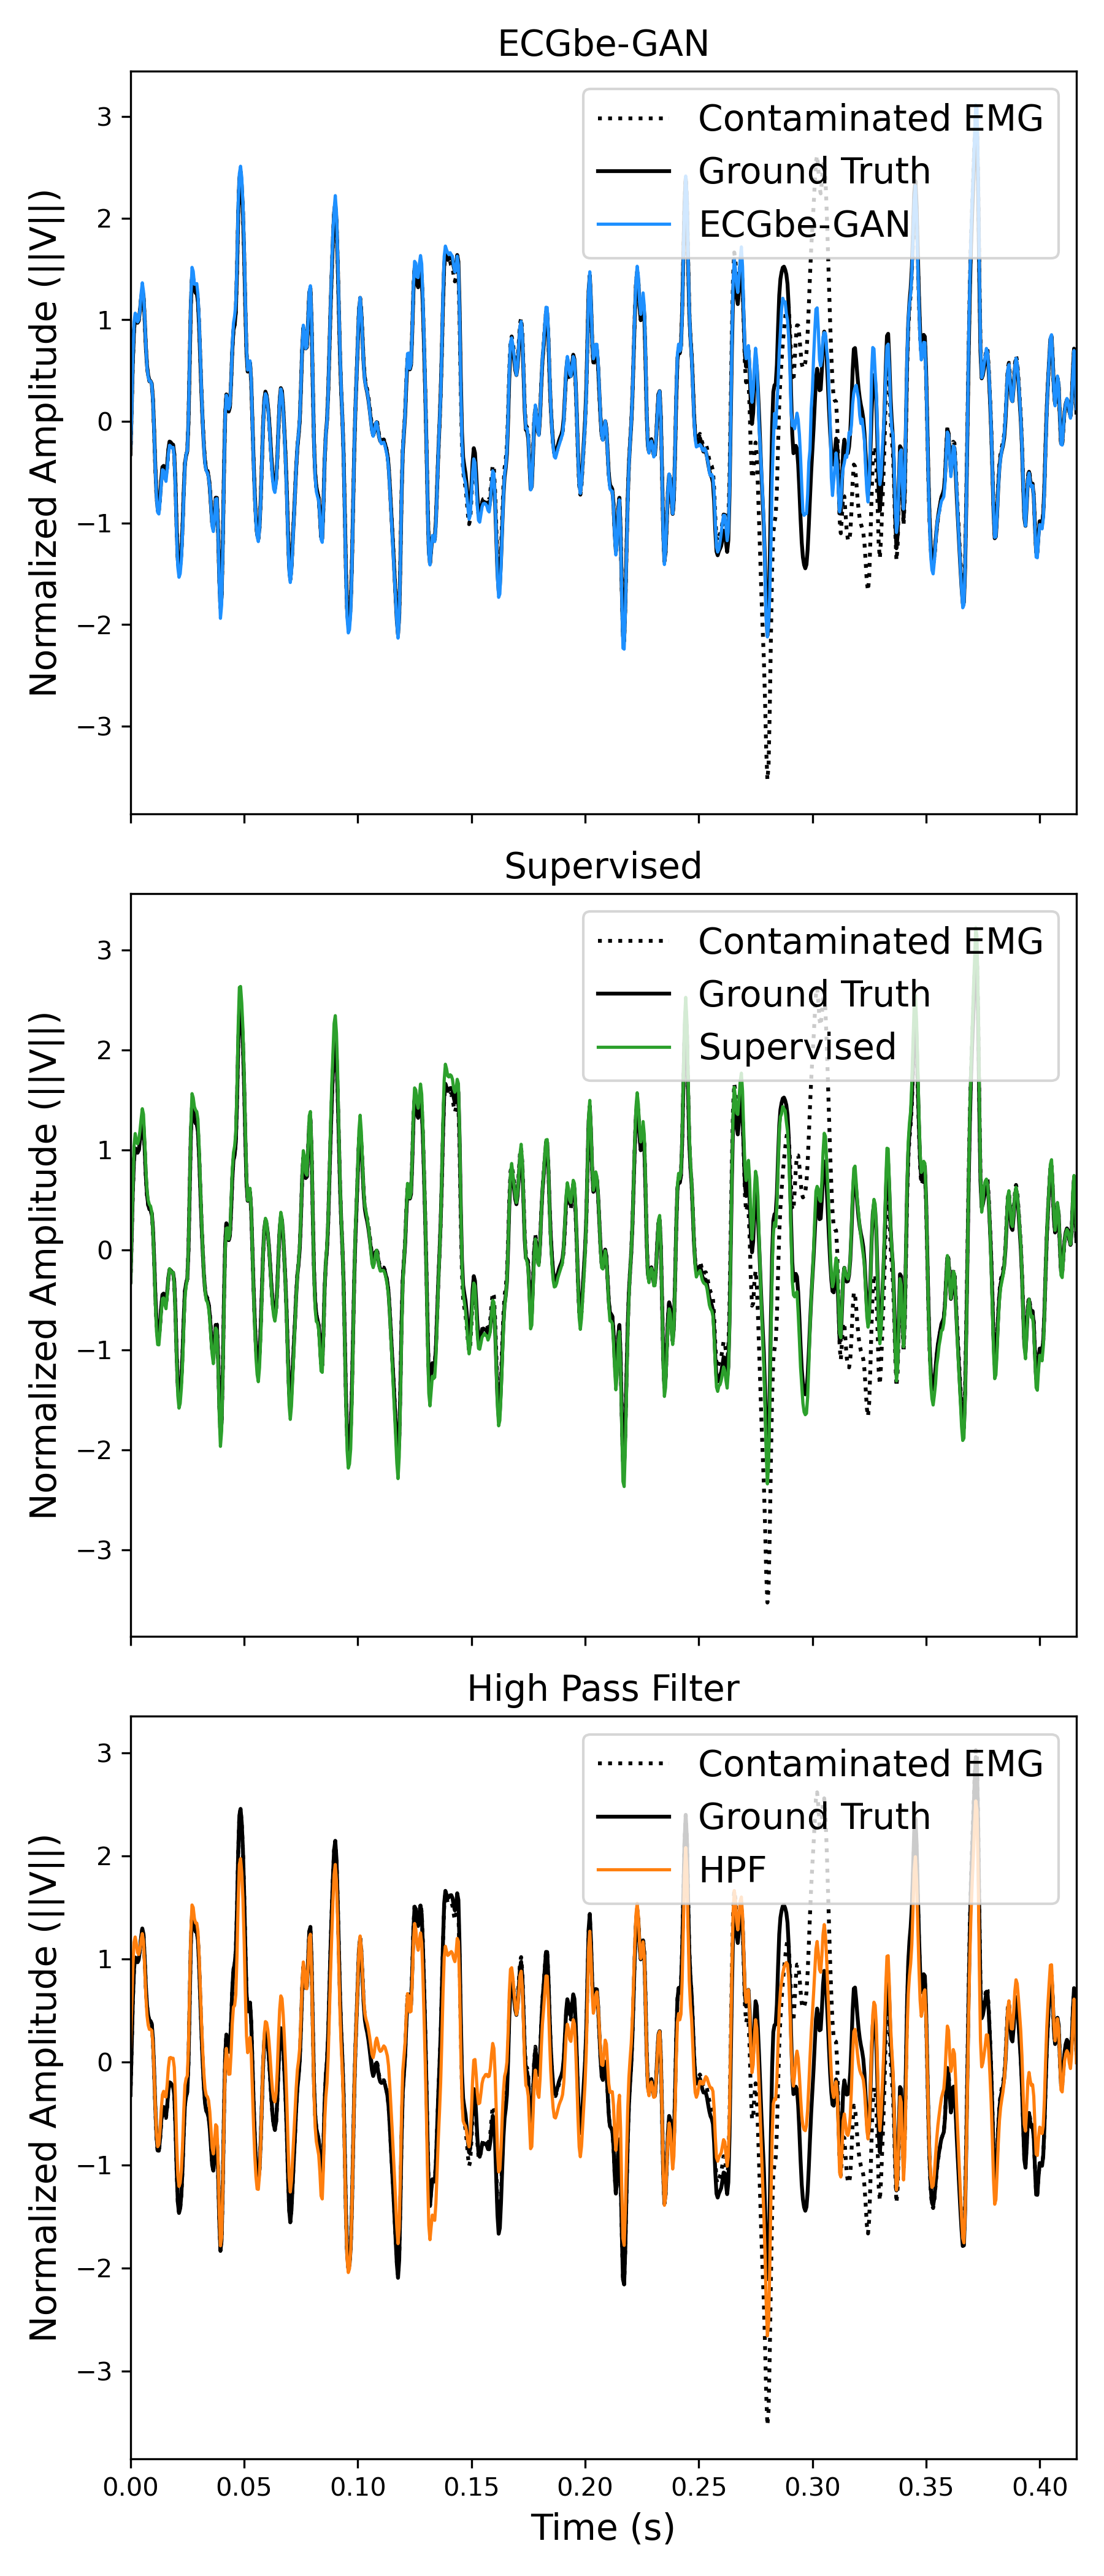 ECGbe-GAN
Normalized Amplitude (||V||)
3
2
1
0
−1
−2
−3
Contaminated EMG
Ground Truth
ECGbe-GAN
Supervised
Normalized Amplitude (||V||)
3
2
1
0
−1
−2
−3
Contaminated EMG
Ground Truth
Supervised
High Pass Filter
Normalized Amplitude (||V||)
3
2
1
0
−1
−2
−3
Contaminated EMG
Ground Truth
HPF
0.00 0.05 0.10 0.15 0.20 0.25 0.30 0.35 0.40
Time (s)